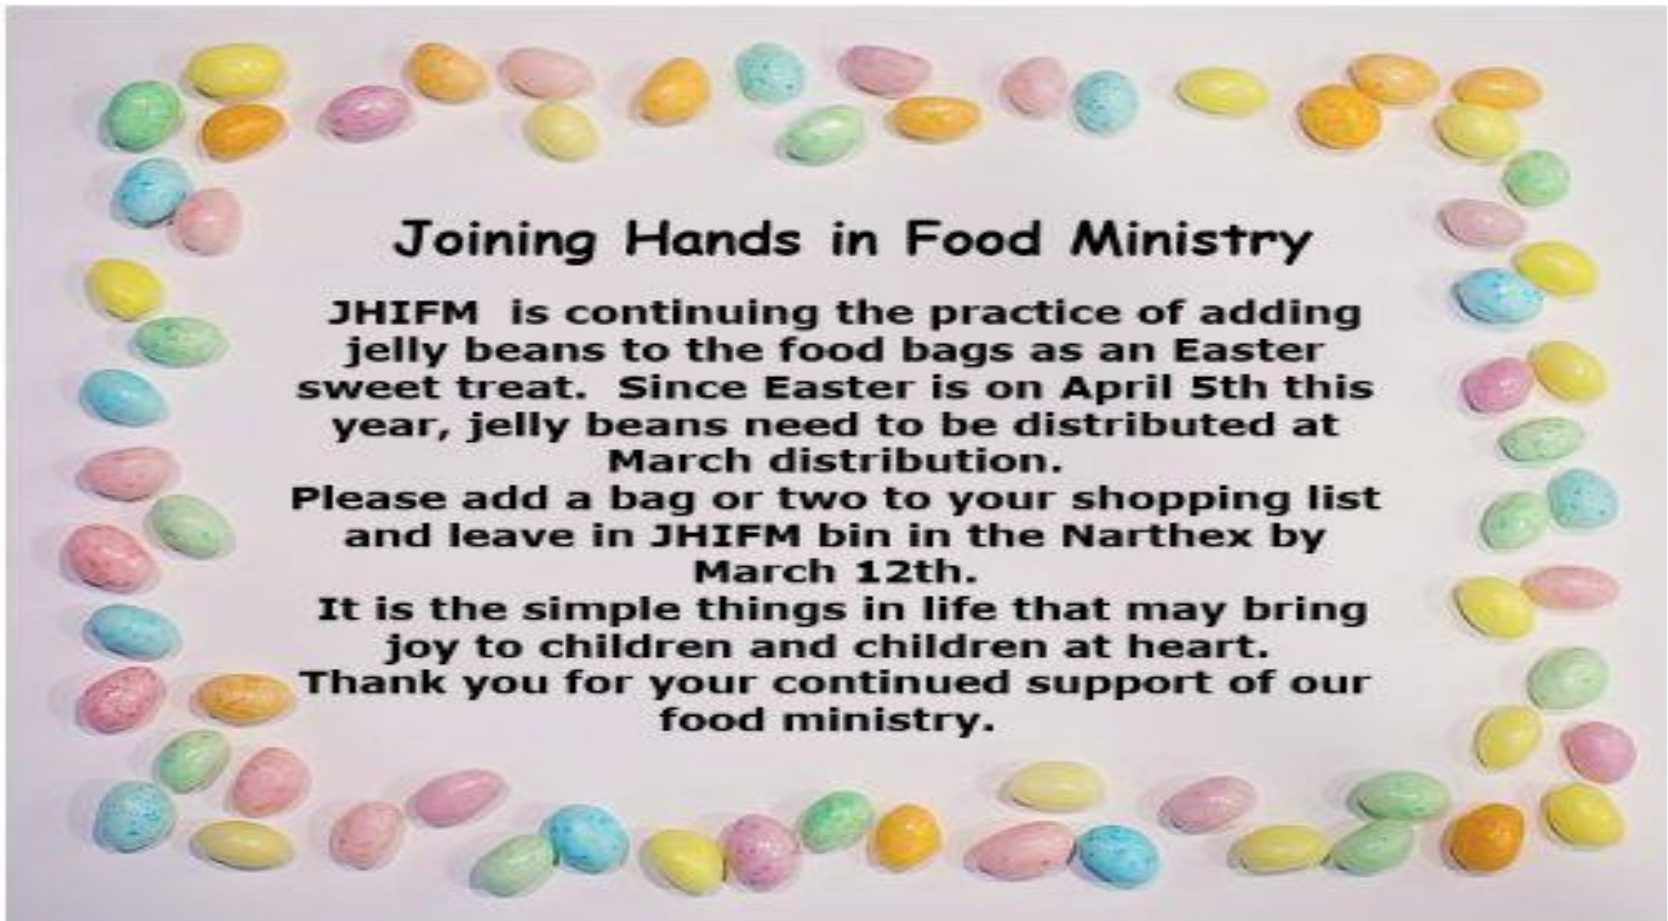 Joining Hands in Food Ministry
JHIFM is continuing the practice of adding
jelly beans to the food bags as an Easter
sweet treat. Since Easter is on April 5th this
year, jelly beans need to be distributed at
March distribution.
Please add a bag or two to your shopping list
and leave in JHIFM bin in the Narthex by
March 12th.
It is the simple things in life that may bring
joy to children and children at heart.
Thank you for your continued support of our
food ministry.